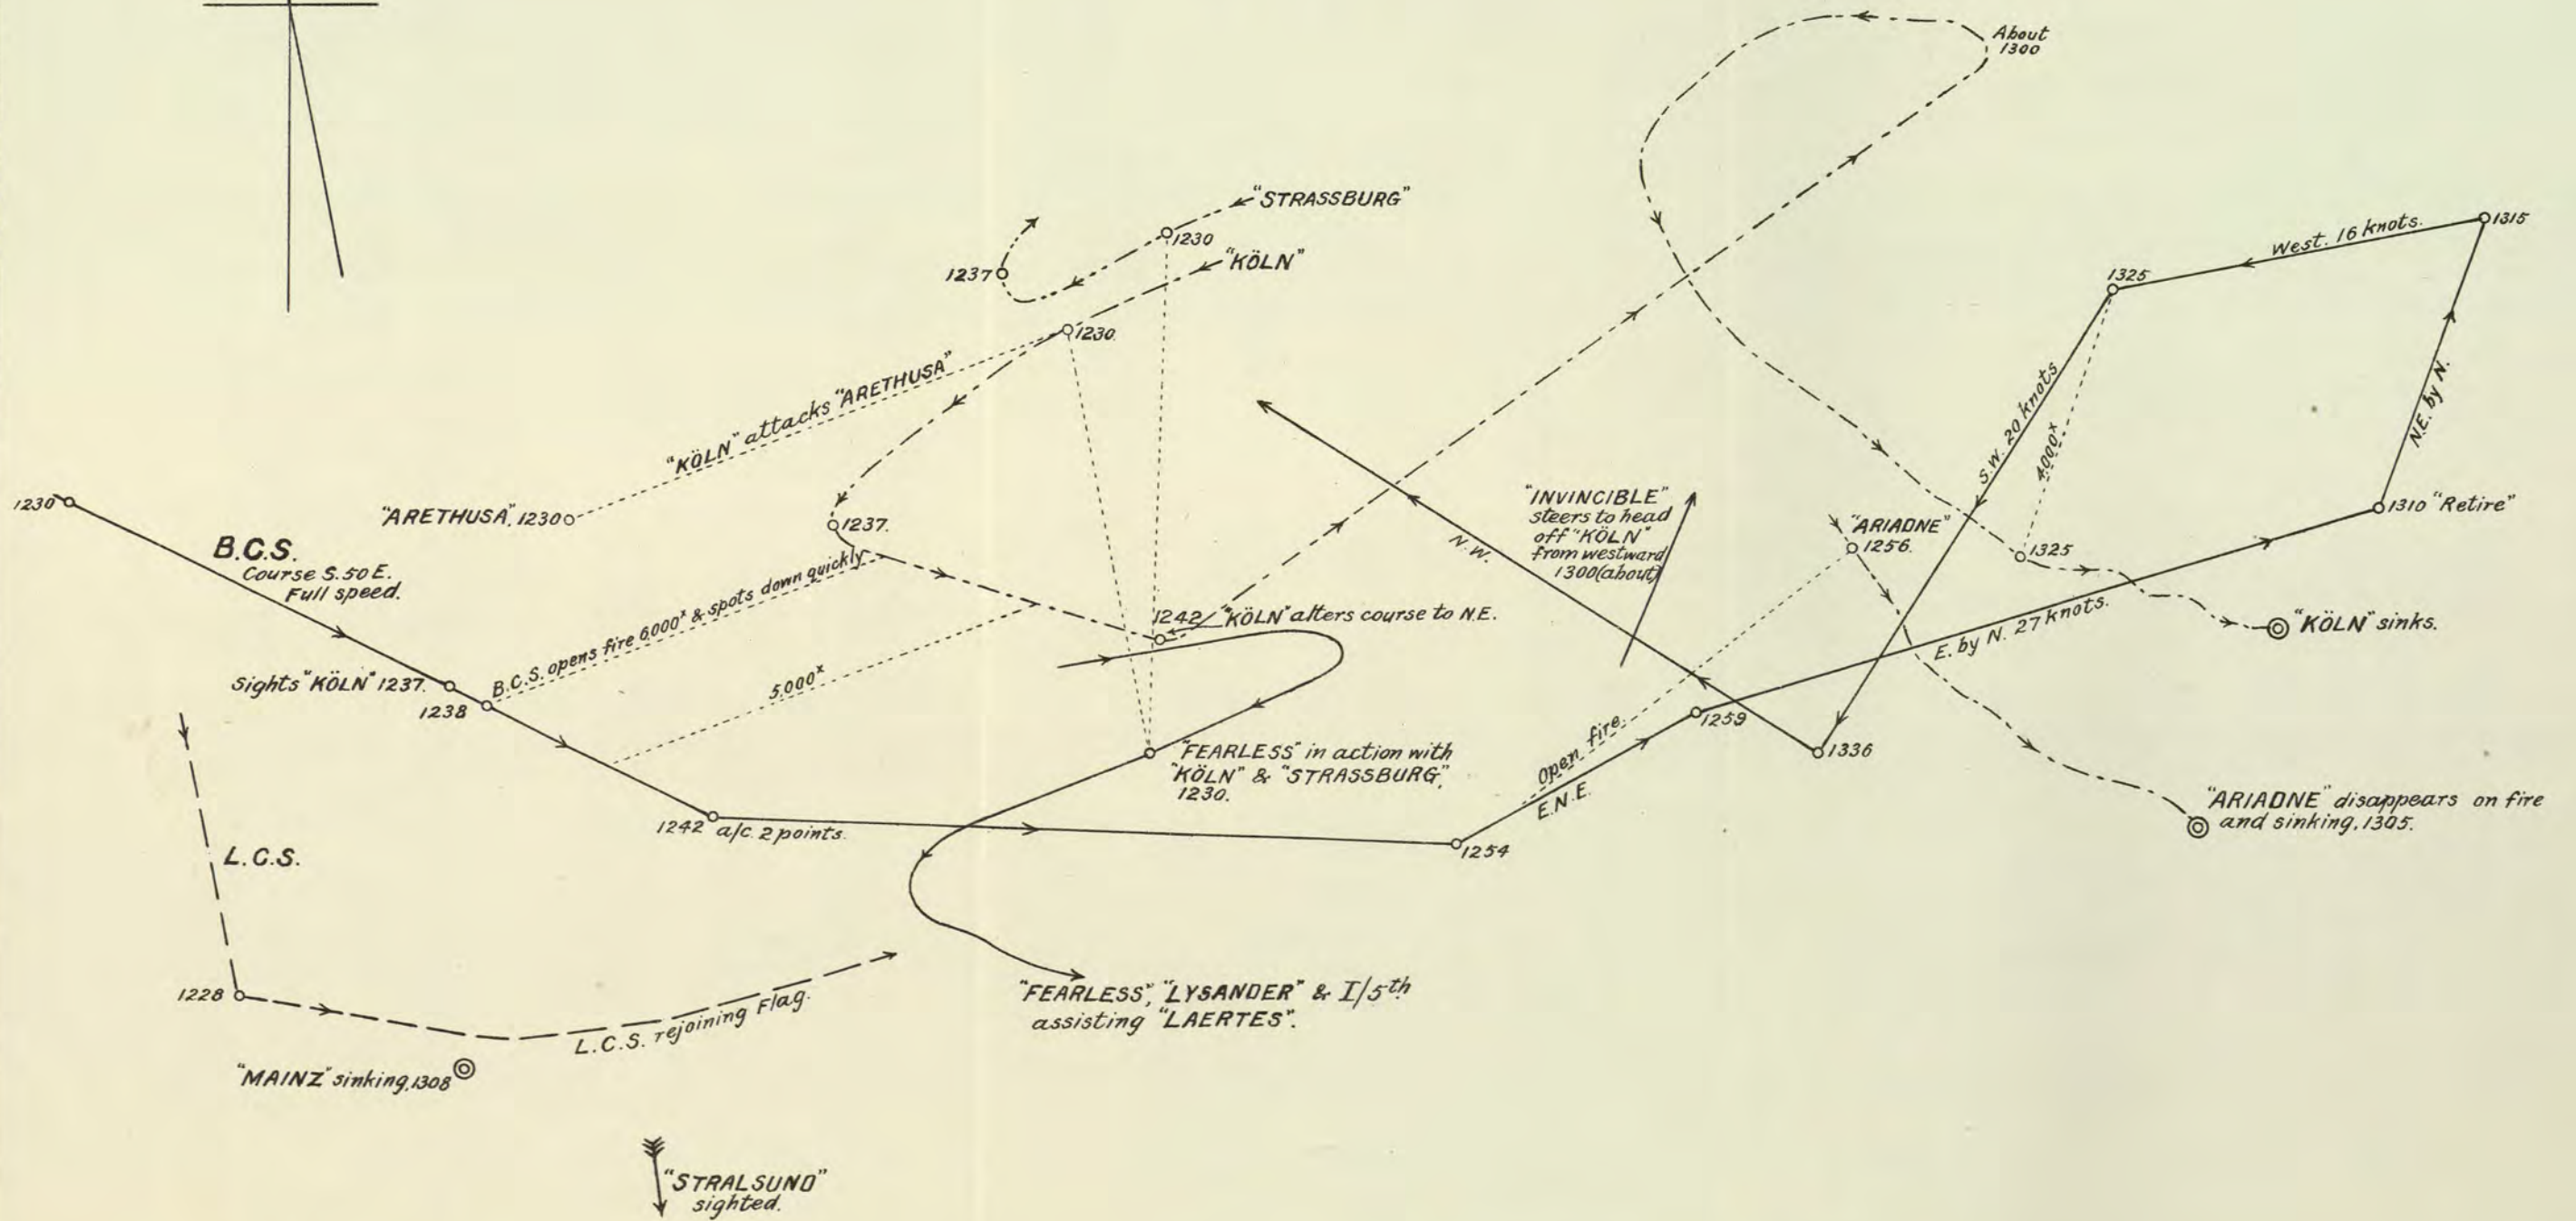 About
1300
"STRASSBURG"
1230
"KÖLN"
1237
1230.
1315
West. 16 knots.
1325
"KÖLN" attacks "ARETHUSA"
S.W. 20 knots
4000ˣ
N.E. by N.
1230
"ARETHUSA", 1230
1237.
"INVINCIBLE"
steers to head
off "KÖLN"
from westward
1300 (about)
N.W.
"ARIADNE"
1256.
1310 "Retire"
B.C.S.
Course S. 50 E.
Full speed.
1325
B.C.S. opens fire 6,000ˣ & spots down quickly
1242
"KÖLN" alters course to N.E.
E. by N. 27 knots.
"KÖLN" sinks.
Sights "KÖLN" 1237.
1238
5,000ˣ
"FEARLESS" in action with
"KÖLN" & "STRASSBURG",
1230.
Open fire.
E.N.E.
1259
1336
"ARIADNE" disappears on fire
and sinking, 1305.
1242 a/c. 2 points.
1254
L.C.S.
1228
L.C.S. rejoining Flag.
"FEARLESS", "LYSANDER" & I/5th
assisting "LAERTES".
"MAINZ" sinking, 1308
"STRALSUND"
sighted.